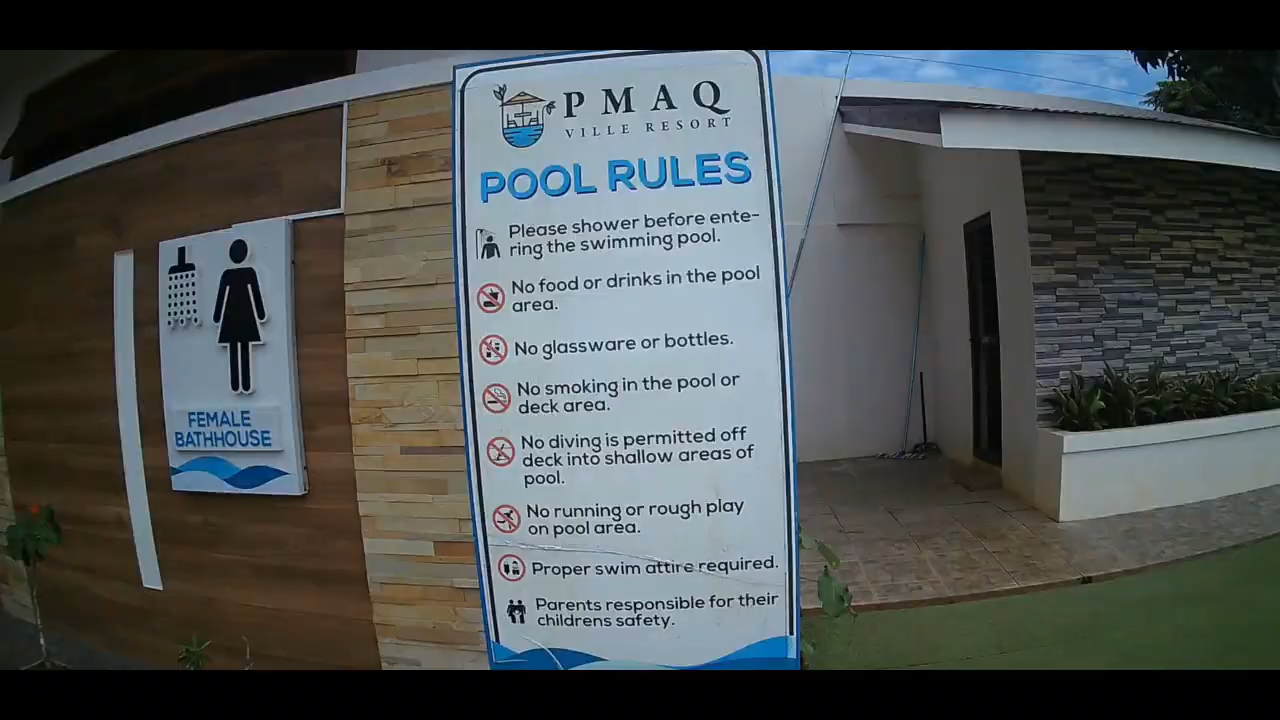 PMAQ
VILLE RESORT
POOL RULES
Please shower before ente-
ring the swimming pool.
No food or drinks in the pool
area.
No glassware or bottles.
No smoking in the pool or
deck area.
No diving is permitted off
deck into shallow areas of
pool.
No running or rough play
on pool area.
Proper swim attire required.
Parents responsible for their
childrens safety.
FEMALE
BATHHOUSE